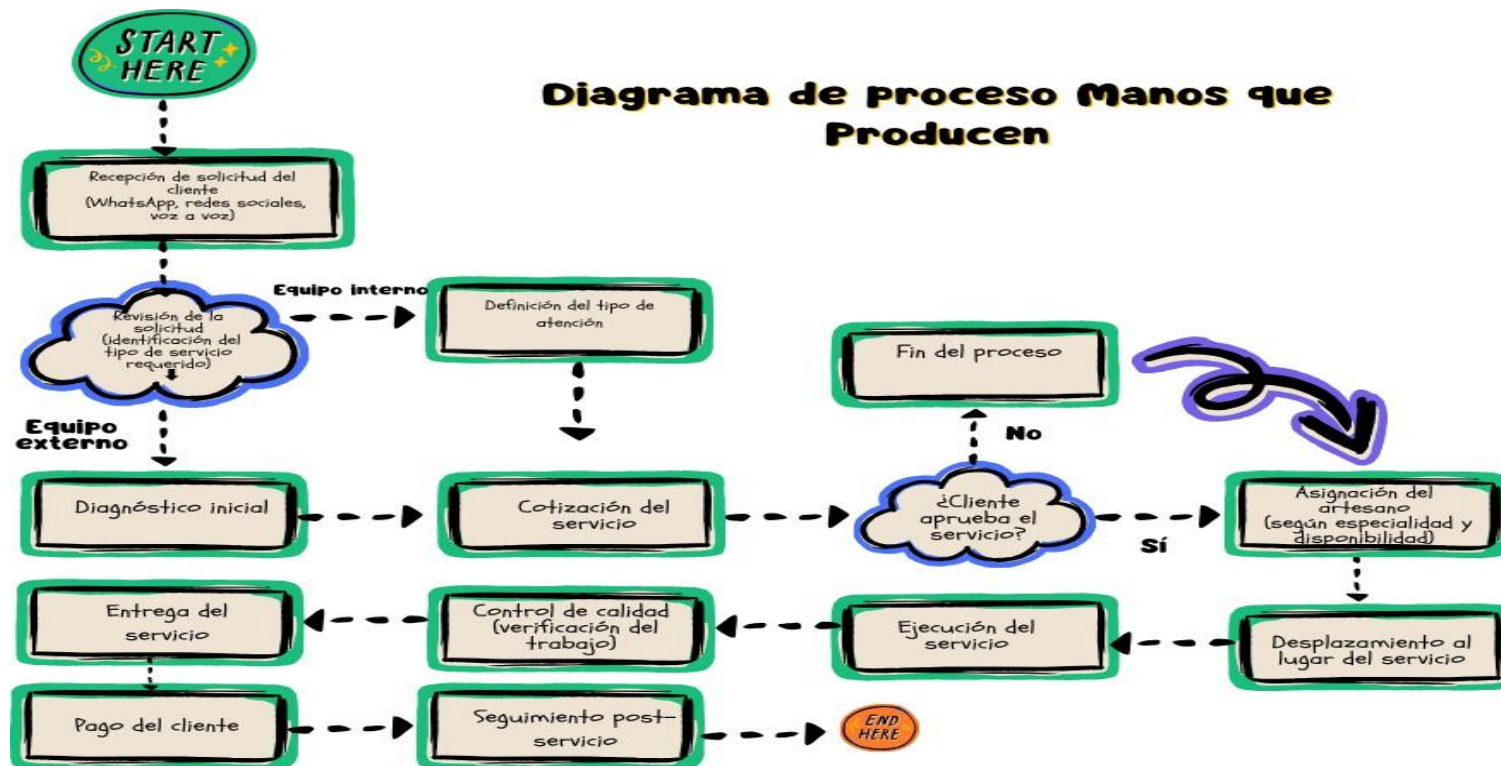 START
HERE
Diagrama de proceso Manos que
Producen
Recepción de solicitud del
cliente
(WhatsApp, redes sociales,
voz a voz)
Equipo interno
Revisión de la
solicitud
(identificación del
tipo de servicio
requerido)
Definición del tipo de
atención
Fin del proceso
Equipo
externo
No
Diagnóstico inicial
Cotización del
servicio
¿Cliente
aprueba el
servicio?
Sí
Asignación del
artesano
(según especialidad y
disponibilidad)
Entrega del
servicio
Control de calidad
(verificación del
trabajo)
Ejecución del
servicio
Desplazamiento al
lugar del servicio
Pago del cliente
Seguimiento post-
servicio
END
HERE